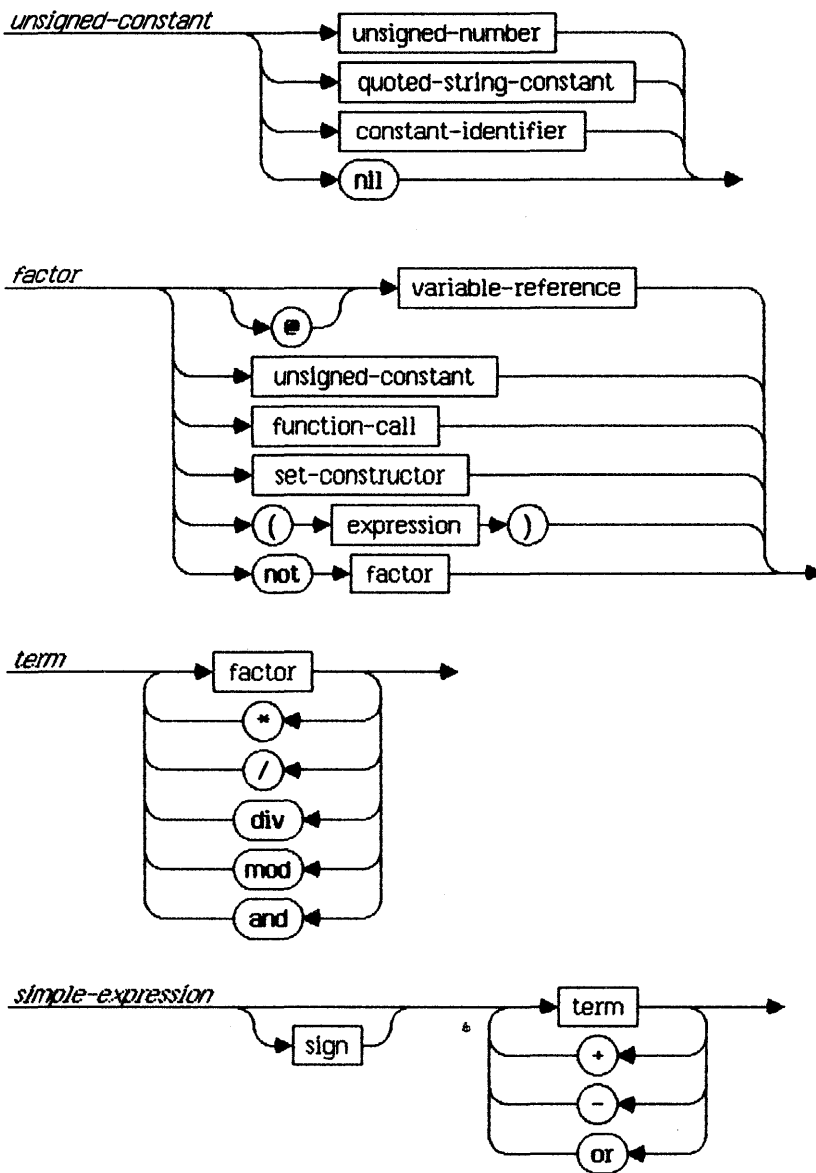 unsigned-constant
unsigned-number
quoted-string-constant
constant-identifier
nil
factor
variable-reference
@
unsigned-constant
function-call
set-constructor
( expression )
not factor
term
factor
*
/
div
mod
and
simple-expression
term
sign
+
-
or